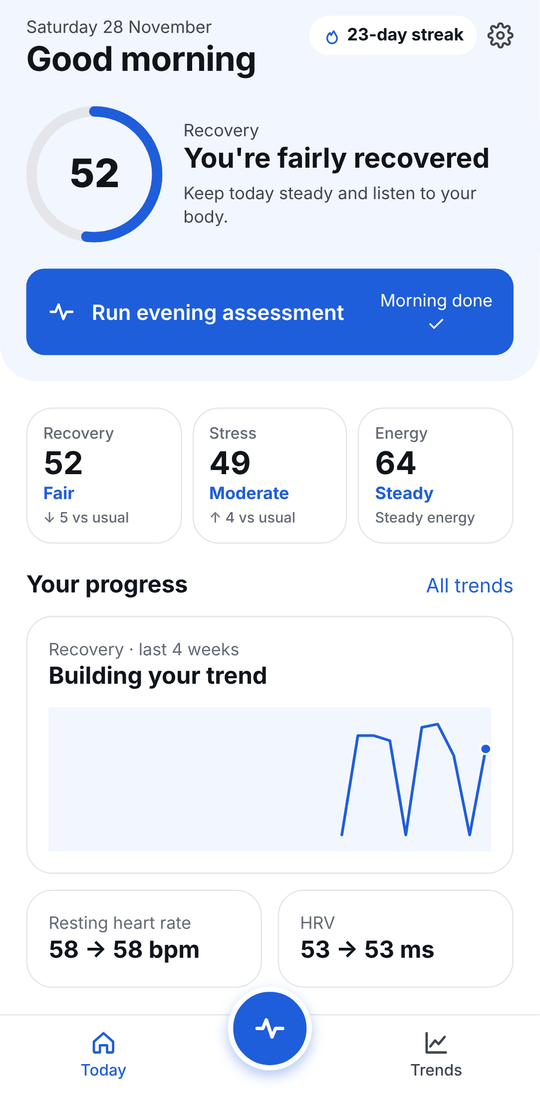 Saturday 28 November
Good morning
23-day streak
52
Recovery
You're fairly recovered
Keep today steady and listen to your
body.
Run evening assessment
Morning done
✓
Recovery
52
Fair
↓ 5 vs usual
Stress
49
Moderate
↑ 4 vs usual
Energy
64
Steady
Steady energy
Your progress
All trends
Recovery · last 4 weeks
Building your trend
Resting heart rate
58 → 58 bpm
HRV
53 → 53 ms
Today
Trends